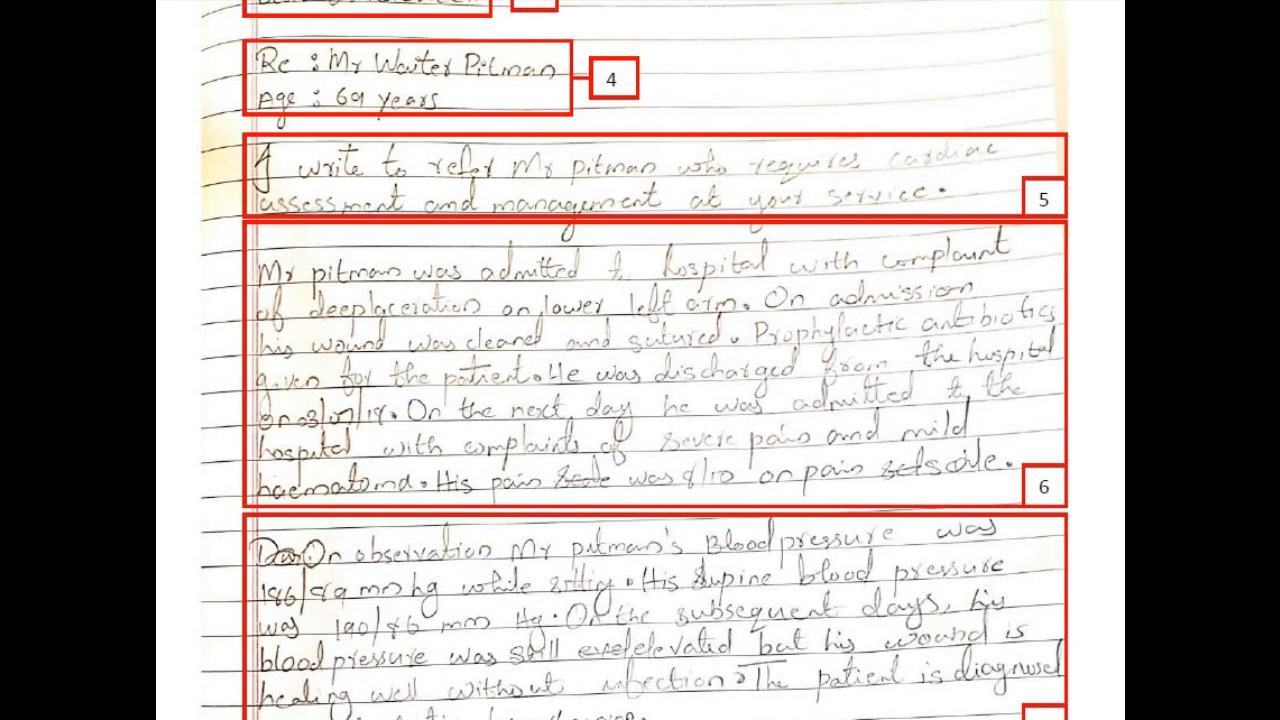 Re : Mr Walter Pitman
Age : 69 years
4
I write to refer Mr pitman who requires cardiac
assessment and management at your service.
5
Mr pitman was admitted to hospital with complaint
of deep laceration on lower left arm. On admission
his wound was cleaned and sutured. Prophylactic antibiotics
given for the patient. He was discharged from the hospital
on 03/07/19. On the next day he was admitted to the
hospital with complaints of severe pain and mild
haematoma. His pain scale was 8/10 on pain scale.
6
On observation Mr pitman's Blood pressure was
186/89 mm hg while sitting. His supine blood pressure
was 190/86 mm Hg. On the subsequent days, his
blood pressure was still elevated but his wound is
healing well without infection. The patient is diagnosed